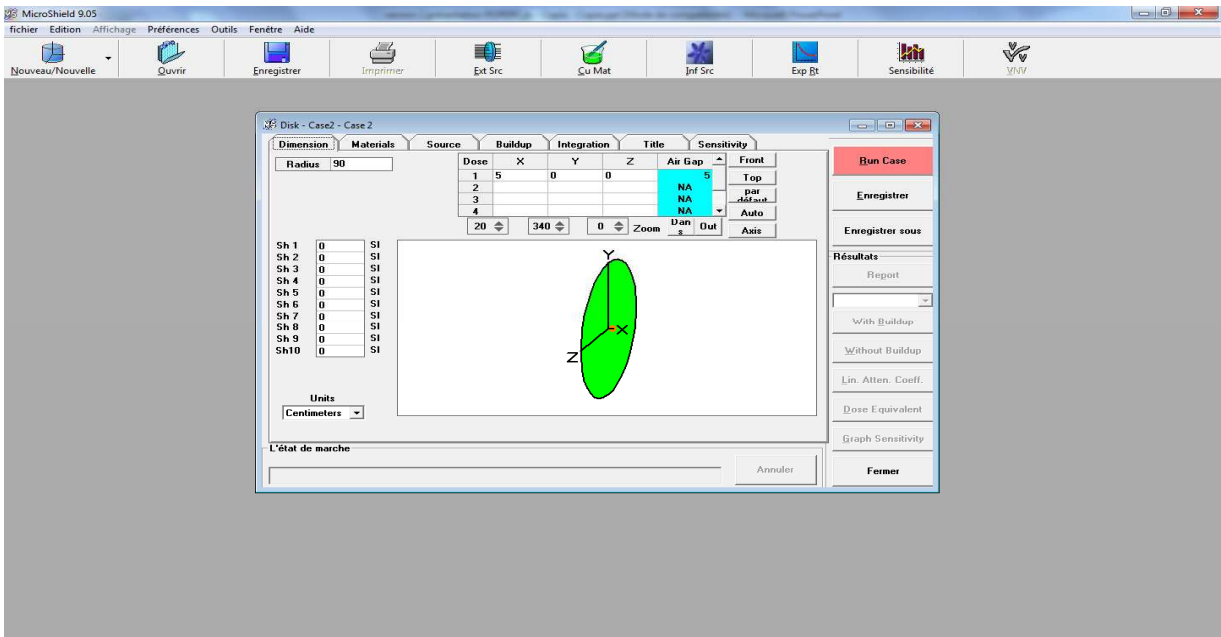 MicroShield 9.05
fichier Edition Affichage Préférences Outils Fenêtre Aide
Nouveau/Nouvelle Ouvrir Enregistrer Imprimer Ext Src Cu Mat Inf Src Exp Rt Sensibilité VNV
Disk - Case2 - Case 2
Dimension Materials Source Buildup Integration Title Sensitivity
Radius 90
Dose X Y Z Air Gap Front
1 5 0 0 5 Top
2 NA par défaut
3 NA
4 NA Auto
20 340 0 Zoom Dans Out Axis
Sh 1 0 SI
Sh 2 0 SI
Sh 3 0 SI
Sh 4 0 SI
Sh 5 0 SI
Sh 6 0 SI
Sh 7 0 SI
Sh 8 0 SI
Sh 9 0 SI
Sh10 0 SI
Y
X
Z
Units
Centimeters
L'état de marche
Annuler
Run Case
Enregistrer
Enregistrer sous
Résultats
Report
With Buildup
Without Buildup
Lin. Atten. Coeff.
Dose Equivalent
Graph Sensitivity
Fermer